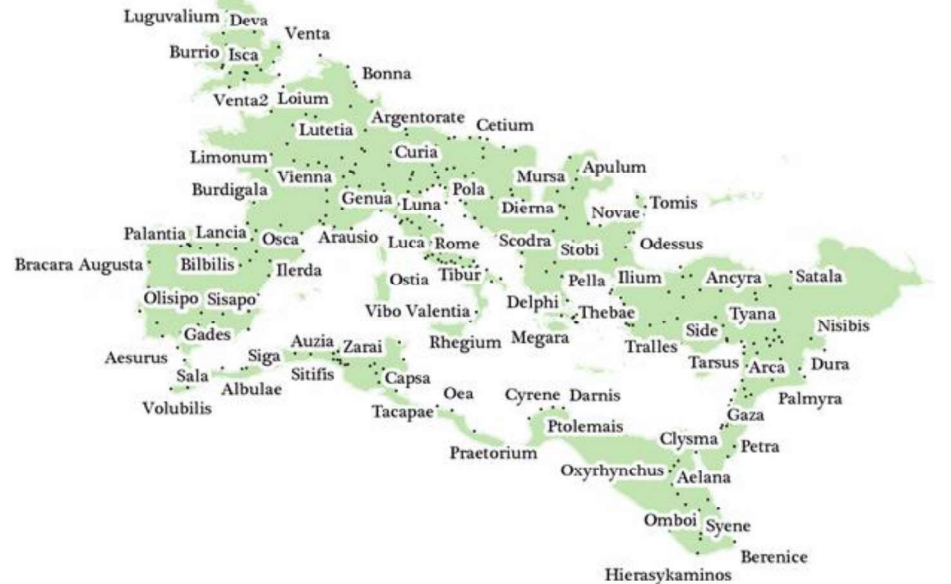 Luguvalium
Deva
Venta
Burrio
Isca
Bonna
Venta2
Loium
Argentorate
Cetium
Lutetia
Limonum
Curia
Vienna
Mursa
Apulum
Burdigala
Genua
Luna
Pola
Dierna
Novae
Tomis
Palantia
Lancia
Osca
Arausio
Luca
Rome
Scodra
Stobi
Odessus
Bracara Augusta
Bilbilis
Ilerda
Ostia
Tibur
Pella
Ilium
Ancyra
Satala
Olisipo
Sisapo
Vibo Valentia
Delphi
Thebae
Tyana
Gades
Rhegium
Megara
Side
Nisibis
Aesurus
Siga
Auzia
Zarai
Tralles
Tarsus
Arca
Dura
Sala
Albulae
Sitifis
Capsa
Palmyra
Volubilis
Tacapae
Oea
Cyrene
Darnis
Gaza
Ptolemais
Praetorium
Clysma
Petra
Oxyrhynchus
Aelana
Omboi
Syene
Berenice
Hierasykaminos